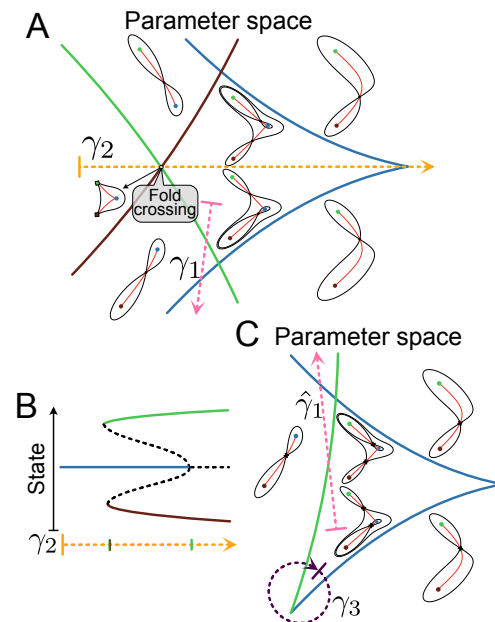 A
Parameter space
γ₂
Fold
crossing
γ₁
C
Parameter space
B
γ̂₁
State
γ₂
γ₃